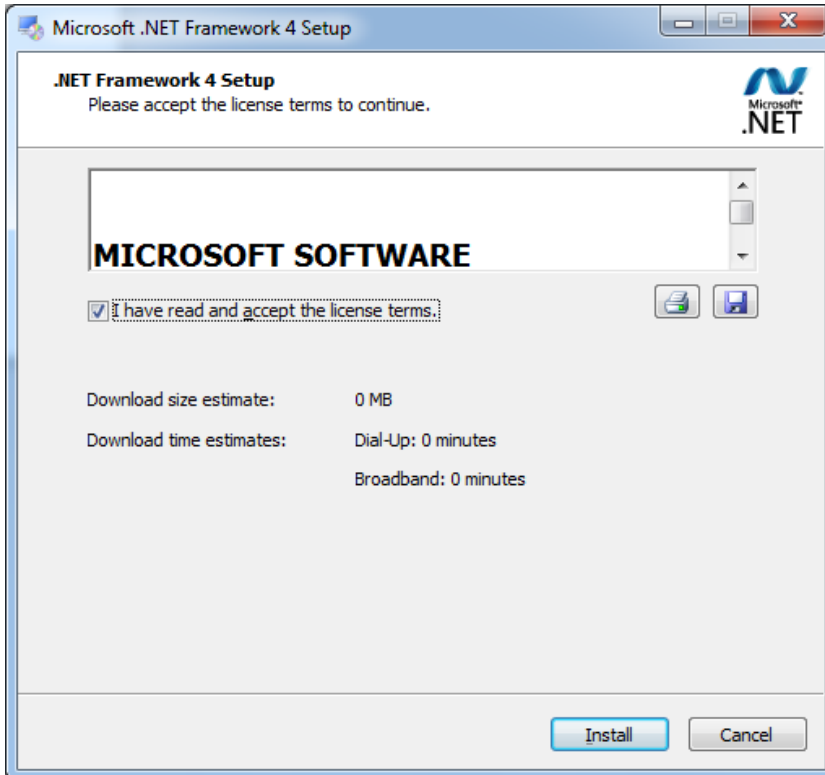 Microsoft .NET Framework 4 Setup
.NET Framework 4 Setup
Please accept the license terms to continue.
Microsoft®
.NET
MICROSOFT SOFTWARE
I have read and accept the license terms.
Download size estimate: 0 MB
Download time estimates: Dial-Up: 0 minutes
Broadband: 0 minutes
Install Cancel